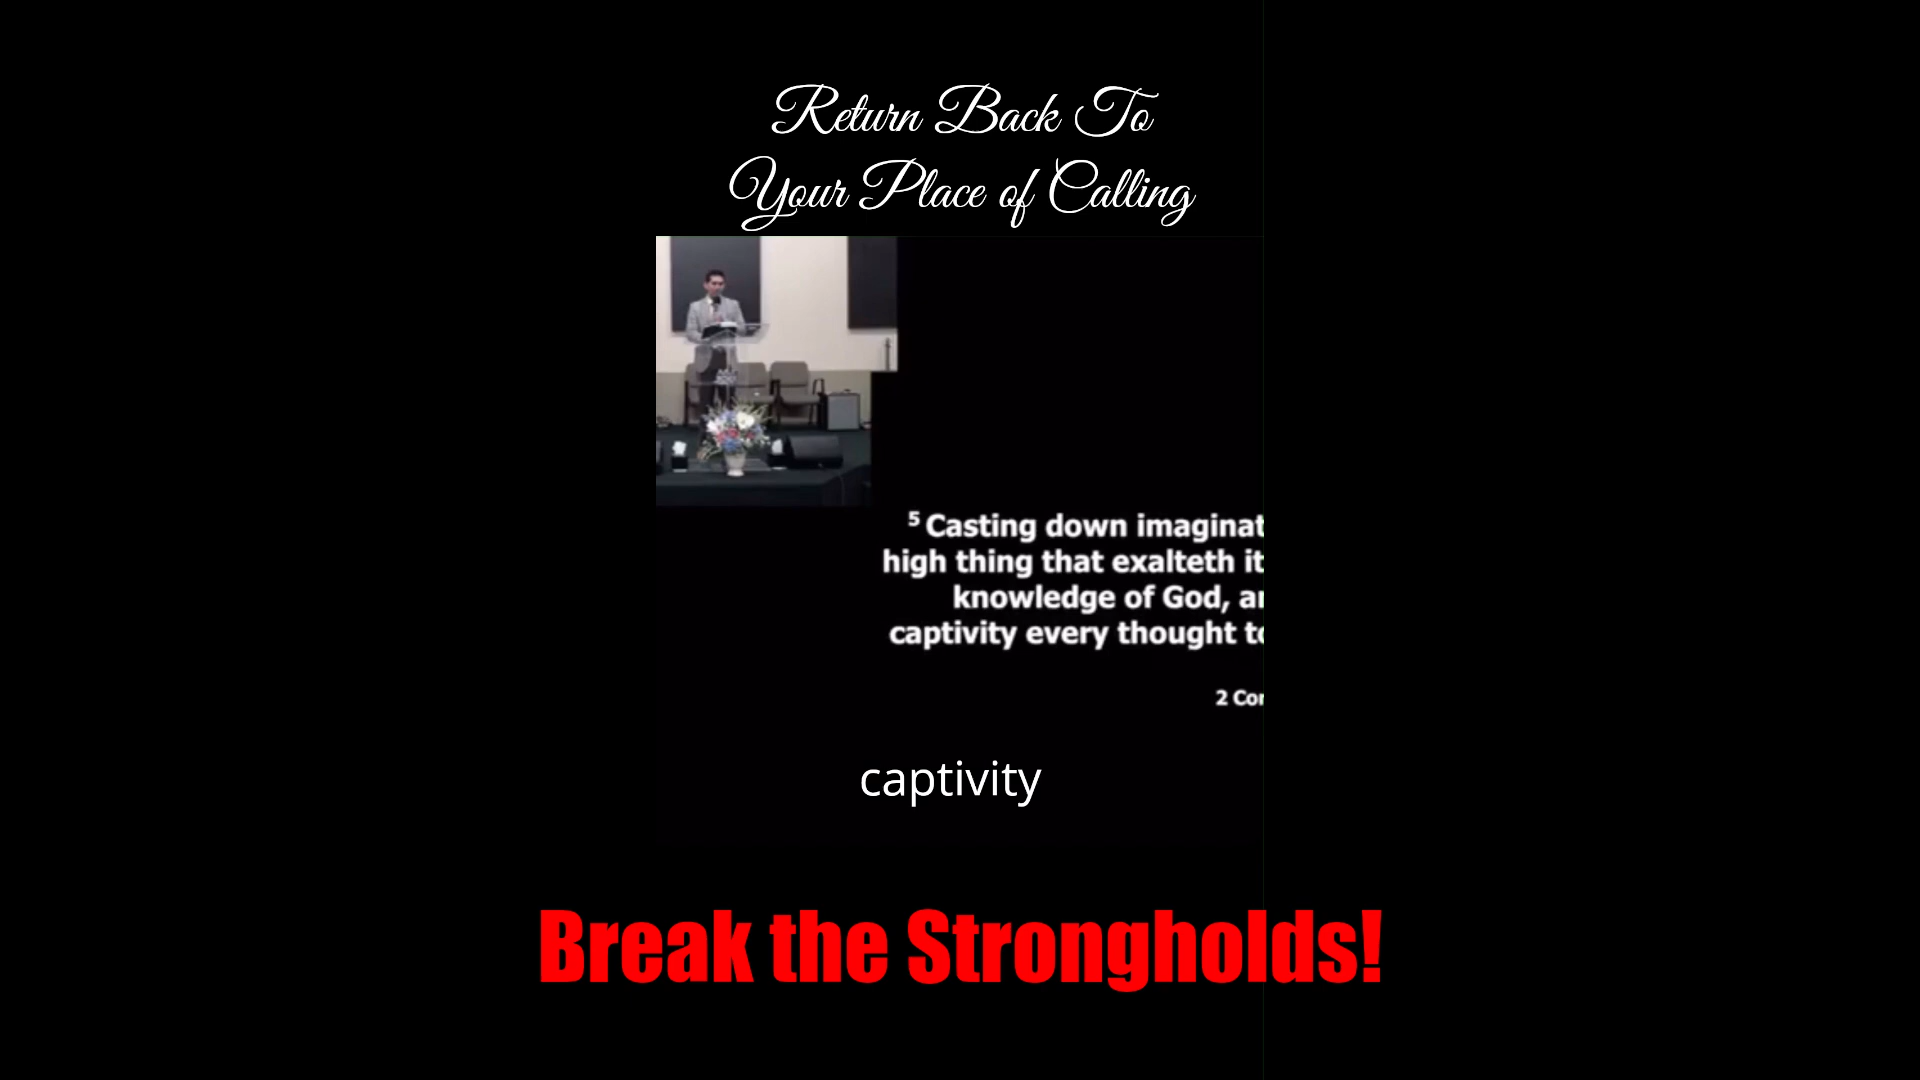 Return Back To
Your Place of Calling
5 Casting down imaginat
high thing that exalteth it
knowledge of God, a
captivity every thought to
2 Cor
captivity
Break the Strongholds!